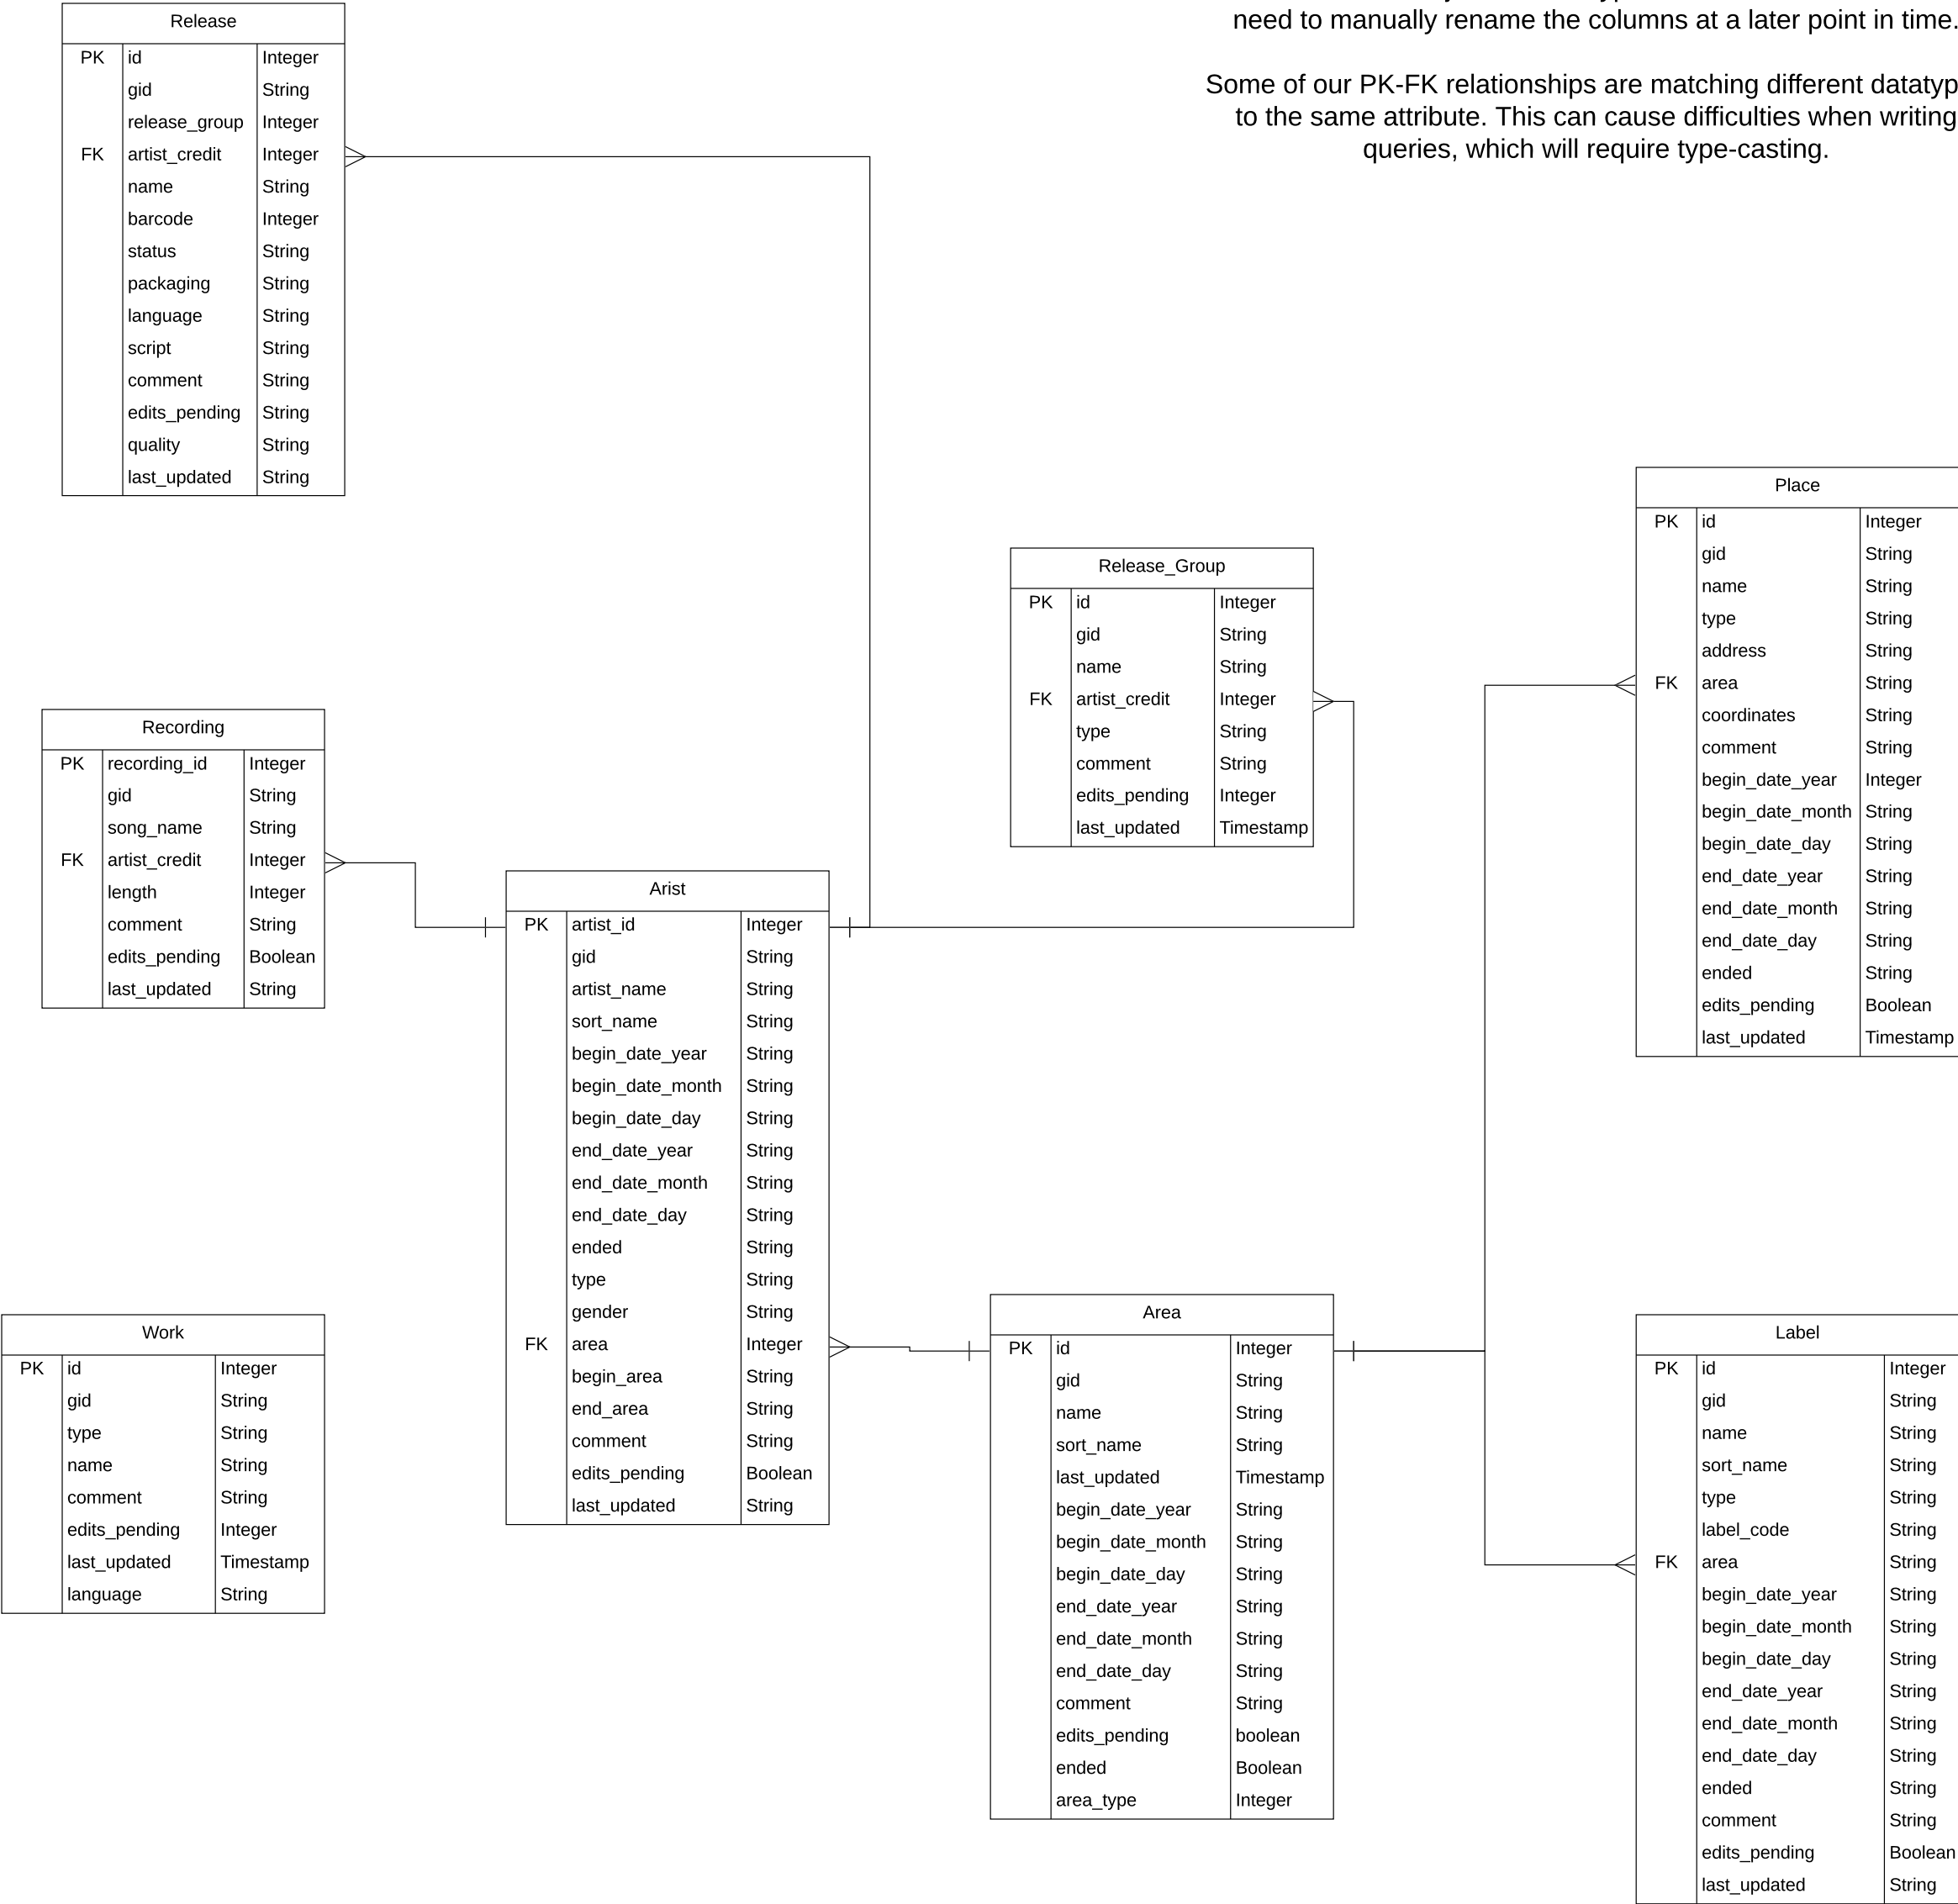 need to manually rename the columns at a later point in time.
Some of our PK-FK relationships are matching different datatyp
to the same attribute. This can cause difficulties when writing
queries, which will require type-casting.
Release
PK id Integer
gid String
release_group Integer
FK artist_credit Integer
name String
barcode Integer
status String
packaging String
language String
script String
comment String
edits_pending String
quality String
last_updated String
Release_Group
PK id Integer
gid String
name String
FK artist_credit Integer
type String
comment String
edits_pending Integer
last_updated Timestamp
Place
PK id Integer
gid String
name String
type String
address String
FK area String
coordinates String
comment String
begin_date_year Integer
begin_date_month String
begin_date_day String
end_date_year String
end_date_month String
end_date_day String
ended String
edits_pending Boolean
last_updated Timestamp
Recording
PK recording_id Integer
gid String
song_name String
FK artist_credit Integer
length Integer
comment String
edits_pending Boolean
last_updated String
Arist
PK artist_id Integer
gid String
artist_name String
sort_name String
begin_date_year String
begin_date_month String
begin_date_day String
end_date_year String
end_date_month String
end_date_day String
ended String
type String
gender String
FK area Integer
begin_area String
end_area String
comment String
edits_pending Boolean
last_updated String
Work
PK id Integer
gid String
type String
name String
comment String
edits_pending Integer
last_updated Timestamp
language String
Area
PK id Integer
gid String
name String
sort_name String
last_updated Timestamp
begin_date_year String
begin_date_month String
begin_date_day String
end_date_year String
end_date_month String
end_date_day String
comment String
edits_pending boolean
ended Boolean
area_type Integer
Label
PK id Integer
gid String
name String
sort_name String
type String
label_code String
FK area String
begin_date_year String
begin_date_month String
begin_date_day String
end_date_year String
end_date_month String
end_date_day String
ended String
comment String
edits_pending Boolean
last_updated String